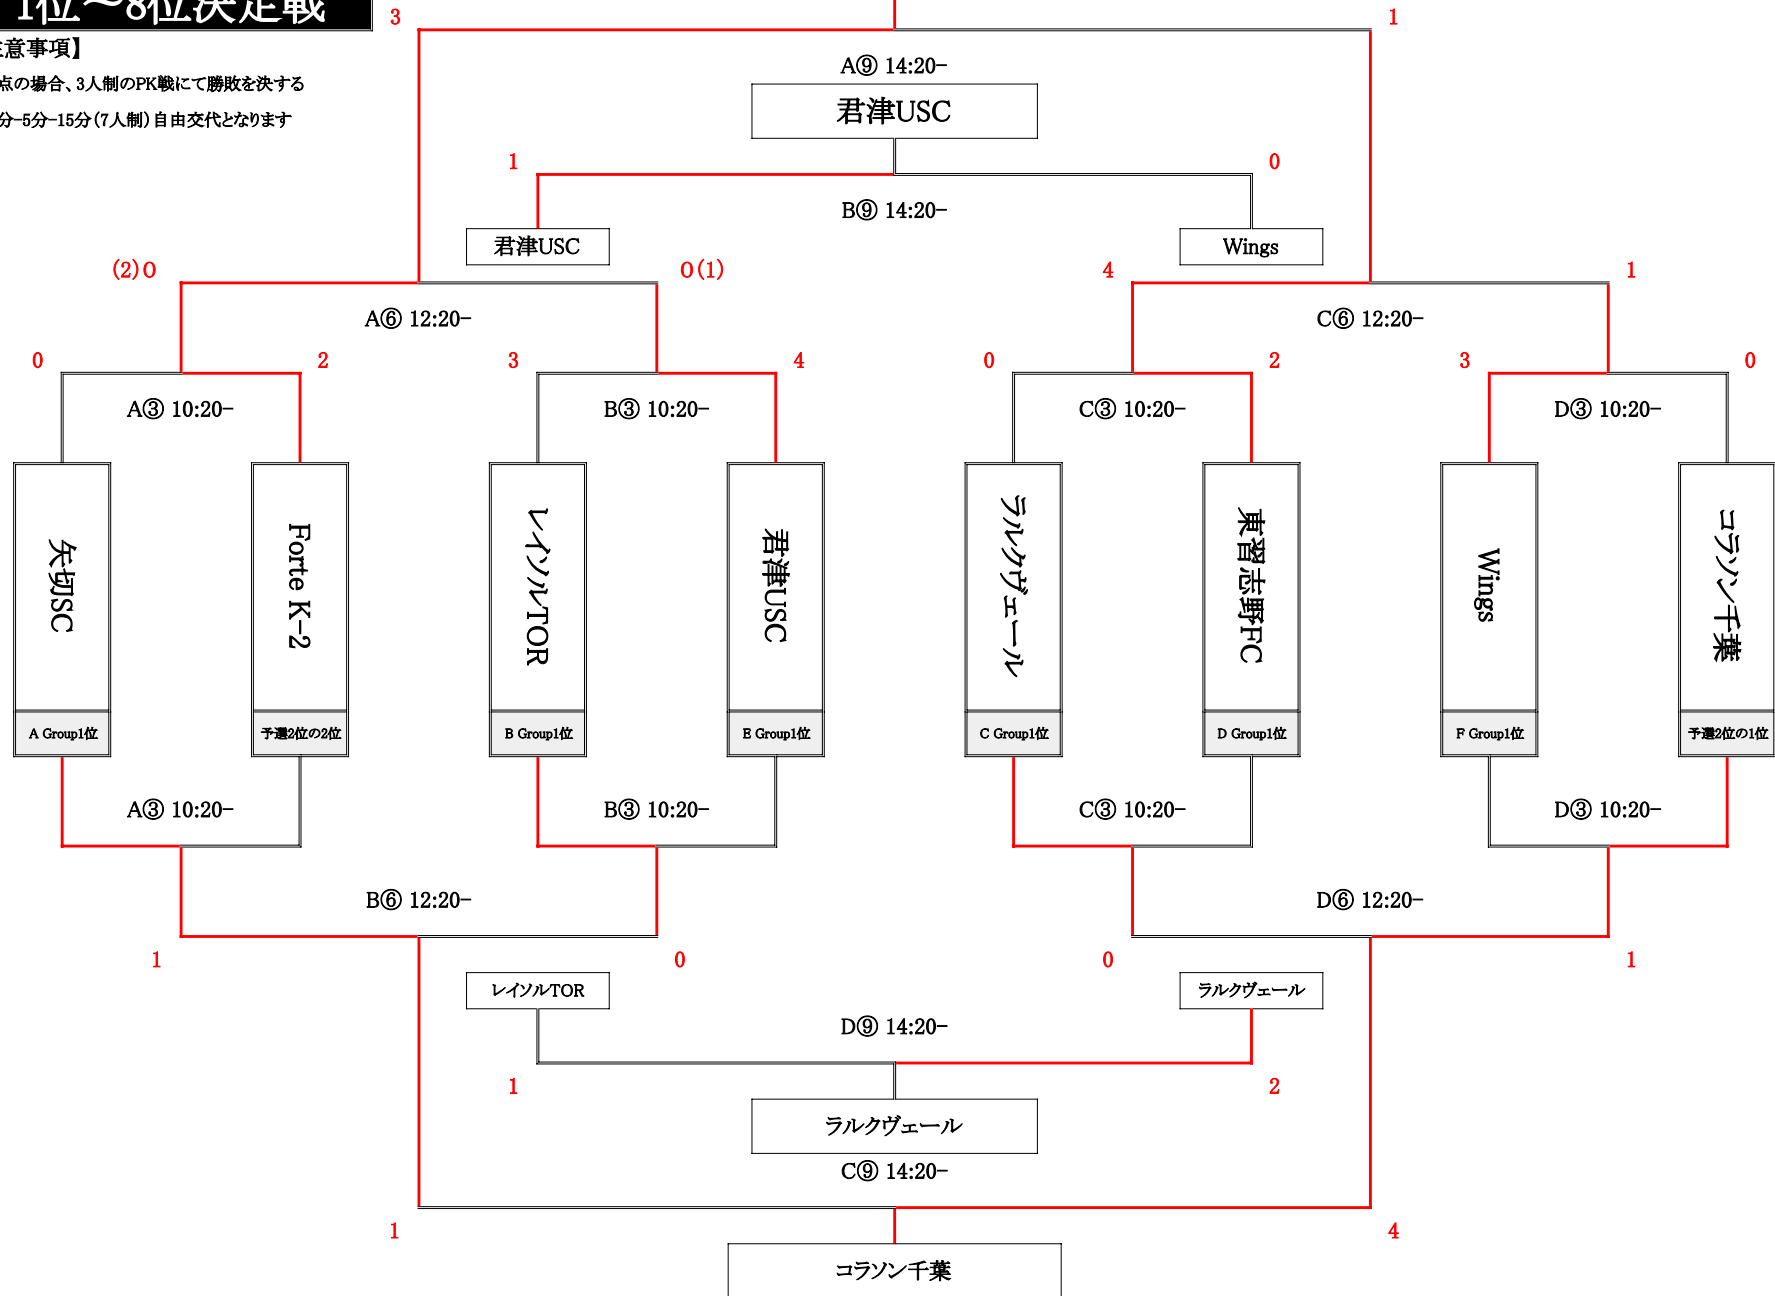 1位～8位決定戦
3
1
意事項】
点の場合、3人制のPK戦にて勝敗を決する
分-5分-15分（7人制）自由交代となります
A⑨ 14:20-
君津USC
1
0
B⑨ 14:20-
君津USC
Wings
(2)0
0(1)
4
1
A⑥ 12:20-
C⑥ 12:20-
0
2
3
4
0
2
3
0
A③ 10:20-
B③ 10:20-
C③ 10:20-
D③ 10:20-
矢切SC
Forte K-2
レイソルTOR
君津USC
ラルクヴェール
東習志野FC
Wings
コラソン千葉
A Group1位
予選2位の2位
B Group1位
E Group1位
C Group1位
D Group1位
F Group1位
予選2位の1位
A③ 10:20-
B③ 10:20-
C③ 10:20-
D③ 10:20-
B⑥ 12:20-
D⑥ 12:20-
1
0
0
1
レイソルTOR
ラルクヴェール
D⑨ 14:20-
1
2
ラルクヴェール
C⑨ 14:20-
1
4
コラソン千葉